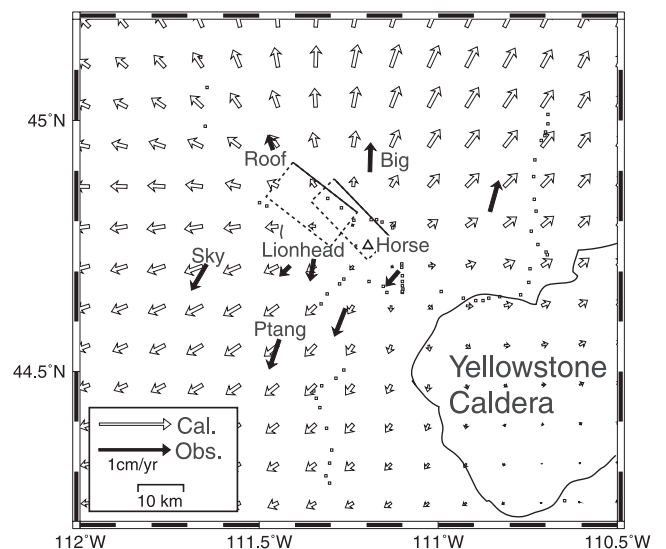 45°N
Roof
Big
Lionhead
Horse
Sky
Ptang
44.5°N
Yellowstone
Caldera
Cal.
Obs.
1cm/yr
10 km
112°W
111.5°W
111°W
110.5°W